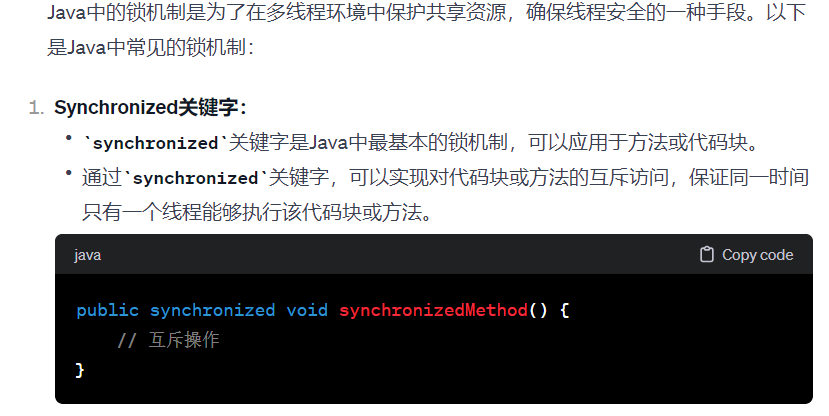 Java中的锁机制是为了在多线程环境中保护共享资源，确保线程安全的一种手段。以下
是Java中常见的锁机制：
1. Synchronized关键字：
• `synchronized`关键字是Java中最基本的锁机制，可以应用于方法或代码块。
• 通过`synchronized`关键字，可以实现对代码块或方法的互斥访问，保证同一时间
只有一个线程能够执行该代码块或方法。
java Copy code
public synchronized void synchronizedMethod() {
    // 互斥操作
}